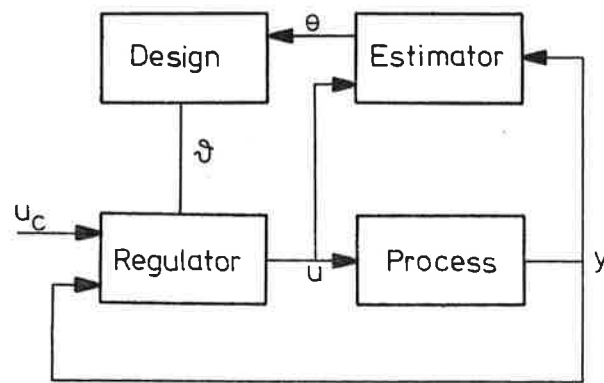 Design
θ
Estimator
ϑ
u_c
Regulator
u
Process
y